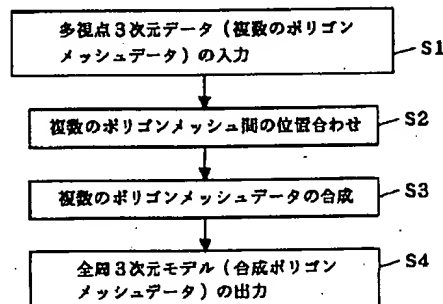 多視点3次元データ（複数のポリゴン
メッシュデータ）の入力
S1
複数のポリゴンメッシュ間の位置合わせ
S2
複数のポリゴンメッシュデータの合成
S3
全周3次元モデル（合成ポリゴン
メッシュデータ）の出力
S4